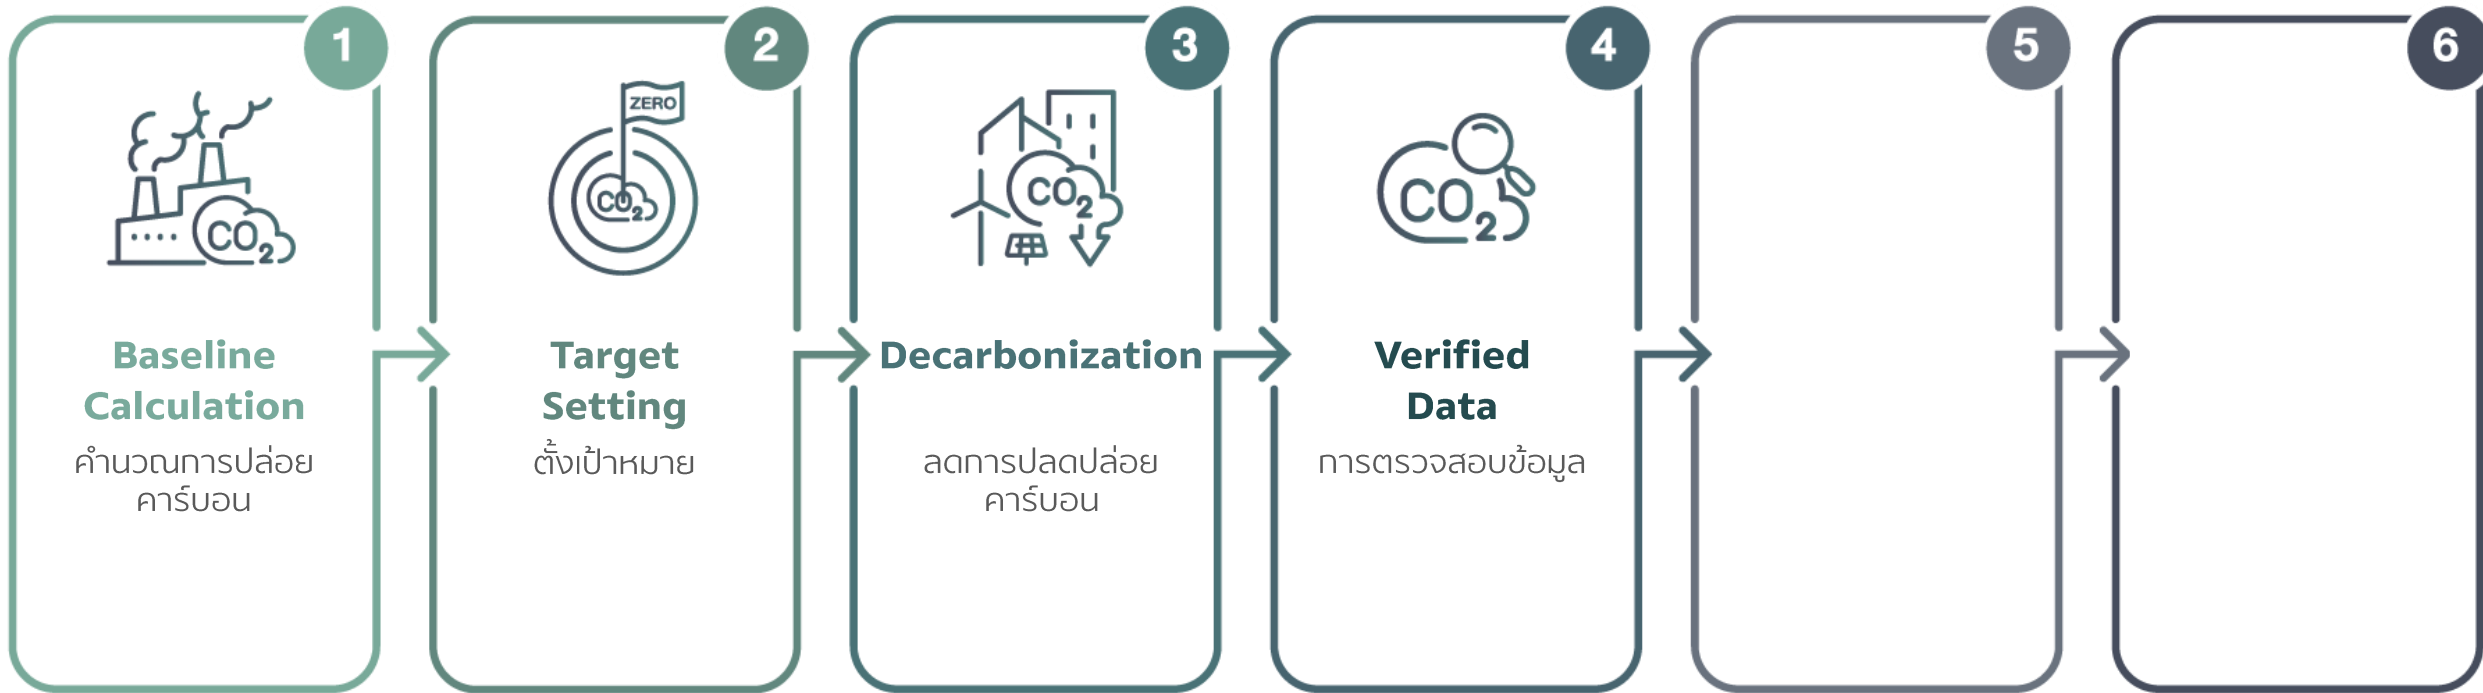 1
CO2
Baseline
Calculation
คำนวณการปล่อย
คาร์บอน
2
ZERO
CO2
Target
Setting
ตั้งเป้าหมาย
3
CO2
Decarbonization
ลดการปลดปล่อย
คาร์บอน
4
CO2
Verified
Data
การตรวจสอบข้อมูล
5
6